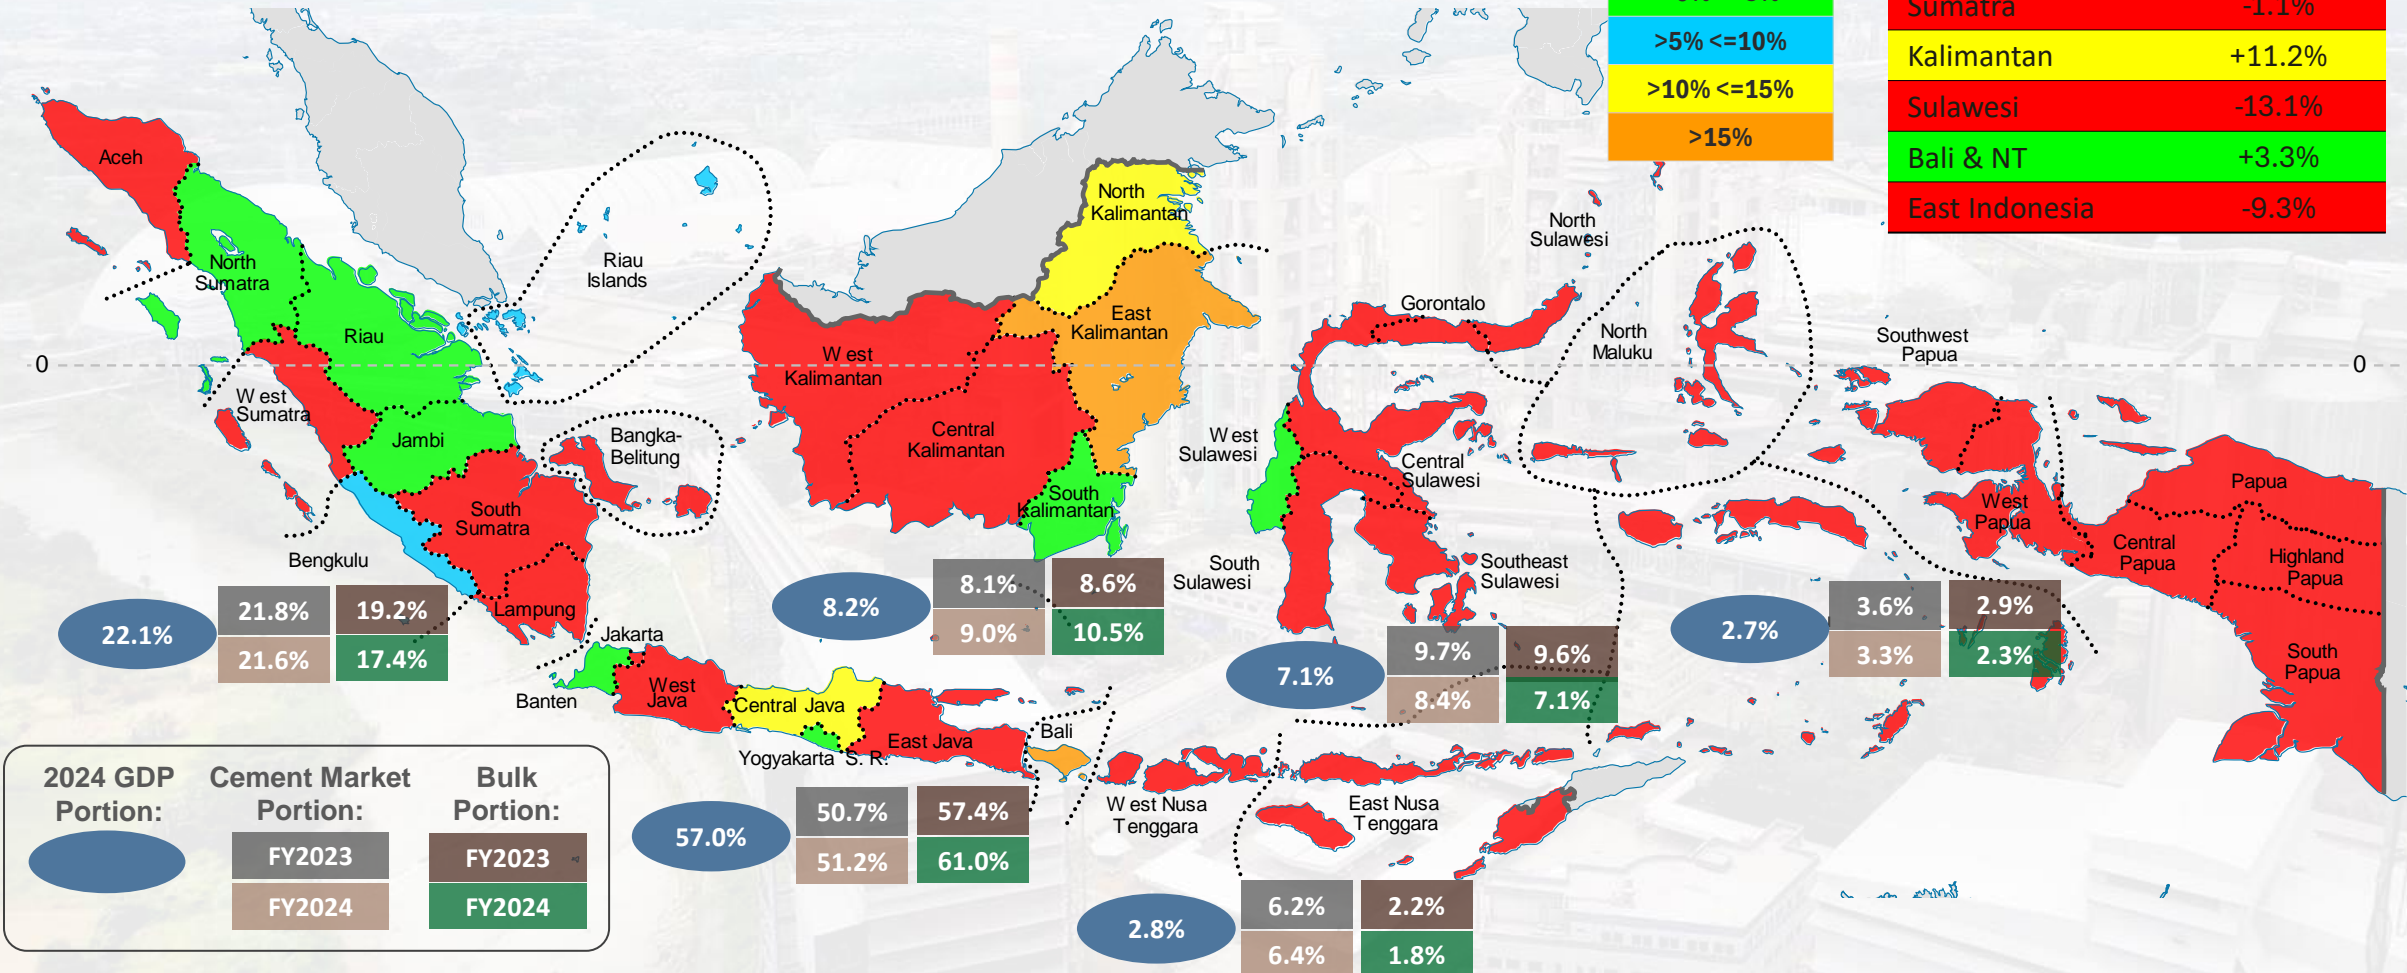 Sumatra -1.1%
>5% <=10%
Kalimantan +11.2%
>10% <=15%
Sulawesi -13.1%
>15%
Bali & NT +3.3%
East Indonesia -9.3%
Aceh
North
Sumatra
Riau
Riau
Islands
West
Sumatra
Jambi
Bangka-
Belitung
South
Sumatra
Bengkulu
Lampung
North
Kalimantan
East
Kalimantan
West
Kalimantan
Central
Kalimantan
South
Kalimantan
North
Sulawesi
Gorontalo
West
Sulawesi
Central
Sulawesi
South
Sulawesi
Southeast
Sulawesi
North
Maluku
Southwest
Papua
West
Papua
Papua
Central
Papua
Highland
Papua
South
Papua
0
0
Jakarta
Banten
West
Java
Central Java
Yogyakarta S. R.
East Java
Bali
West Nusa
Tenggara
East Nusa
Tenggara
22.1%
21.8% 19.2%
21.6% 17.4%
8.2%
8.1% 8.6%
9.0% 10.5%
7.1%
9.7% 9.6%
8.4% 7.1%
2.7%
3.6% 2.9%
3.3% 2.3%
57.0%
50.7% 57.4%
51.2% 61.0%
2.8%
6.2% 2.2%
6.4% 1.8%
2024 GDP
Portion:
Cement Market
Portion:
FY2023
FY2024
Bulk
Portion:
FY2023
FY2024